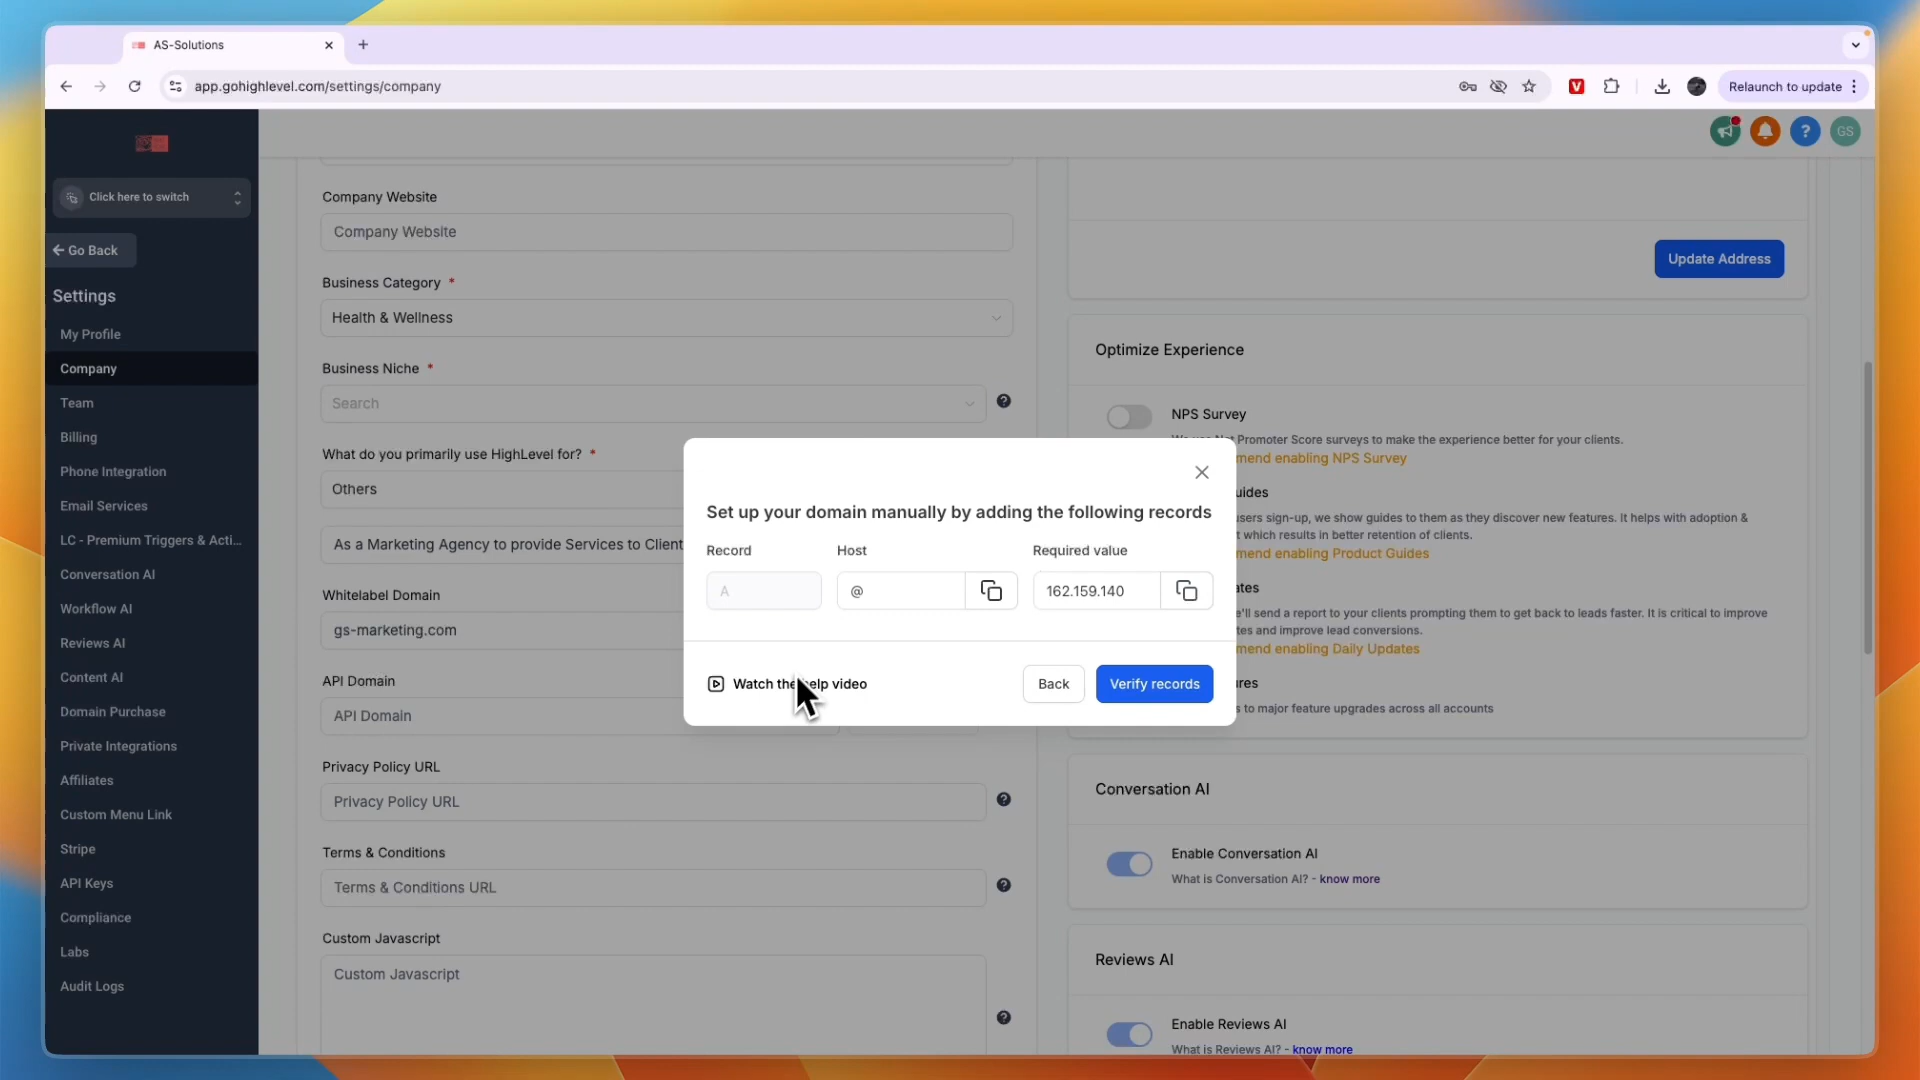 AS-Solutions
app.gohighlevel.com/settings/company
Relaunch to update
GS
Click here to switch
Go Back
Settings
My Profile
Company
Team
Billing
Phone Integration
Email Services
LC - Premium Triggers & Acti...
Conversation AI
Workflow AI
Reviews AI
Content AI
Domain Purchase
Private Integrations
Affiliates
Custom Menu Link
Stripe
API Keys
Compliance
Labs
Audit Logs
Company Website
Company Website
Business Category *
Health & Wellness
Business Niche *
Search
What do you primarily use HighLevel for? *
Others
As a Marketing Agency to provide Services to Client
Whitelabel Domain
gs-marketing.com
API Domain
API Domain
Privacy Policy URL
Privacy Policy URL
Terms & Conditions
Terms & Conditions URL
Custom Javascript
Custom Javascript
Set up your domain manually by adding the following records
Record Host Required value
A @ 162.159.140
Watch the help video
Back
Verify records
Update Address
Optimize Experience
NPS Survey
Promoter Score surveys to make the experience better for your clients.
mend enabling NPS Survey
uides
users sign-up, we show guides to them as they discover new features. It helps with adoption &
t which results in better retention of clients.
mend enabling Product Guides
ates
e'll send a report to your clients prompting them to get back to leads faster. It is critical to improve
tes and improve lead conversions.
mend enabling Daily Updates
res
s to major feature upgrades across all accounts
Conversation AI
Enable Conversation AI
What is Conversation AI? - know more
Reviews AI
Enable Reviews AI
What is Reviews AI? - know more